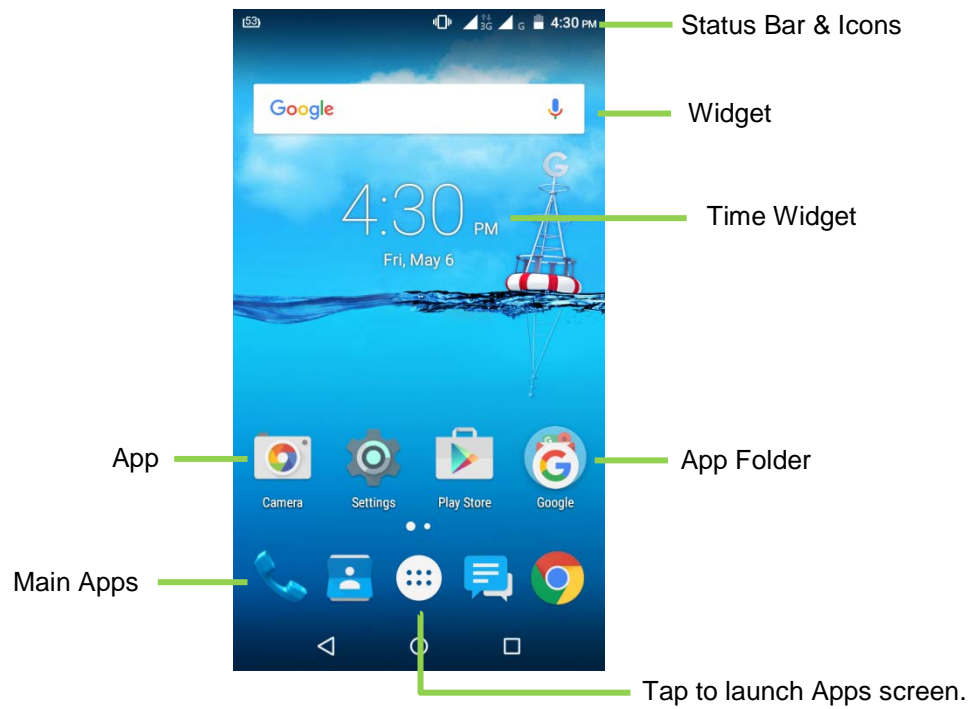 53 3G G 4:30 PM
Status Bar & Icons
Google
Widget
G
4:30 PM
Time Widget
Fri, May 6
App
App Folder
Camera Settings Play Store Google
Main Apps
Tap to launch Apps screen.